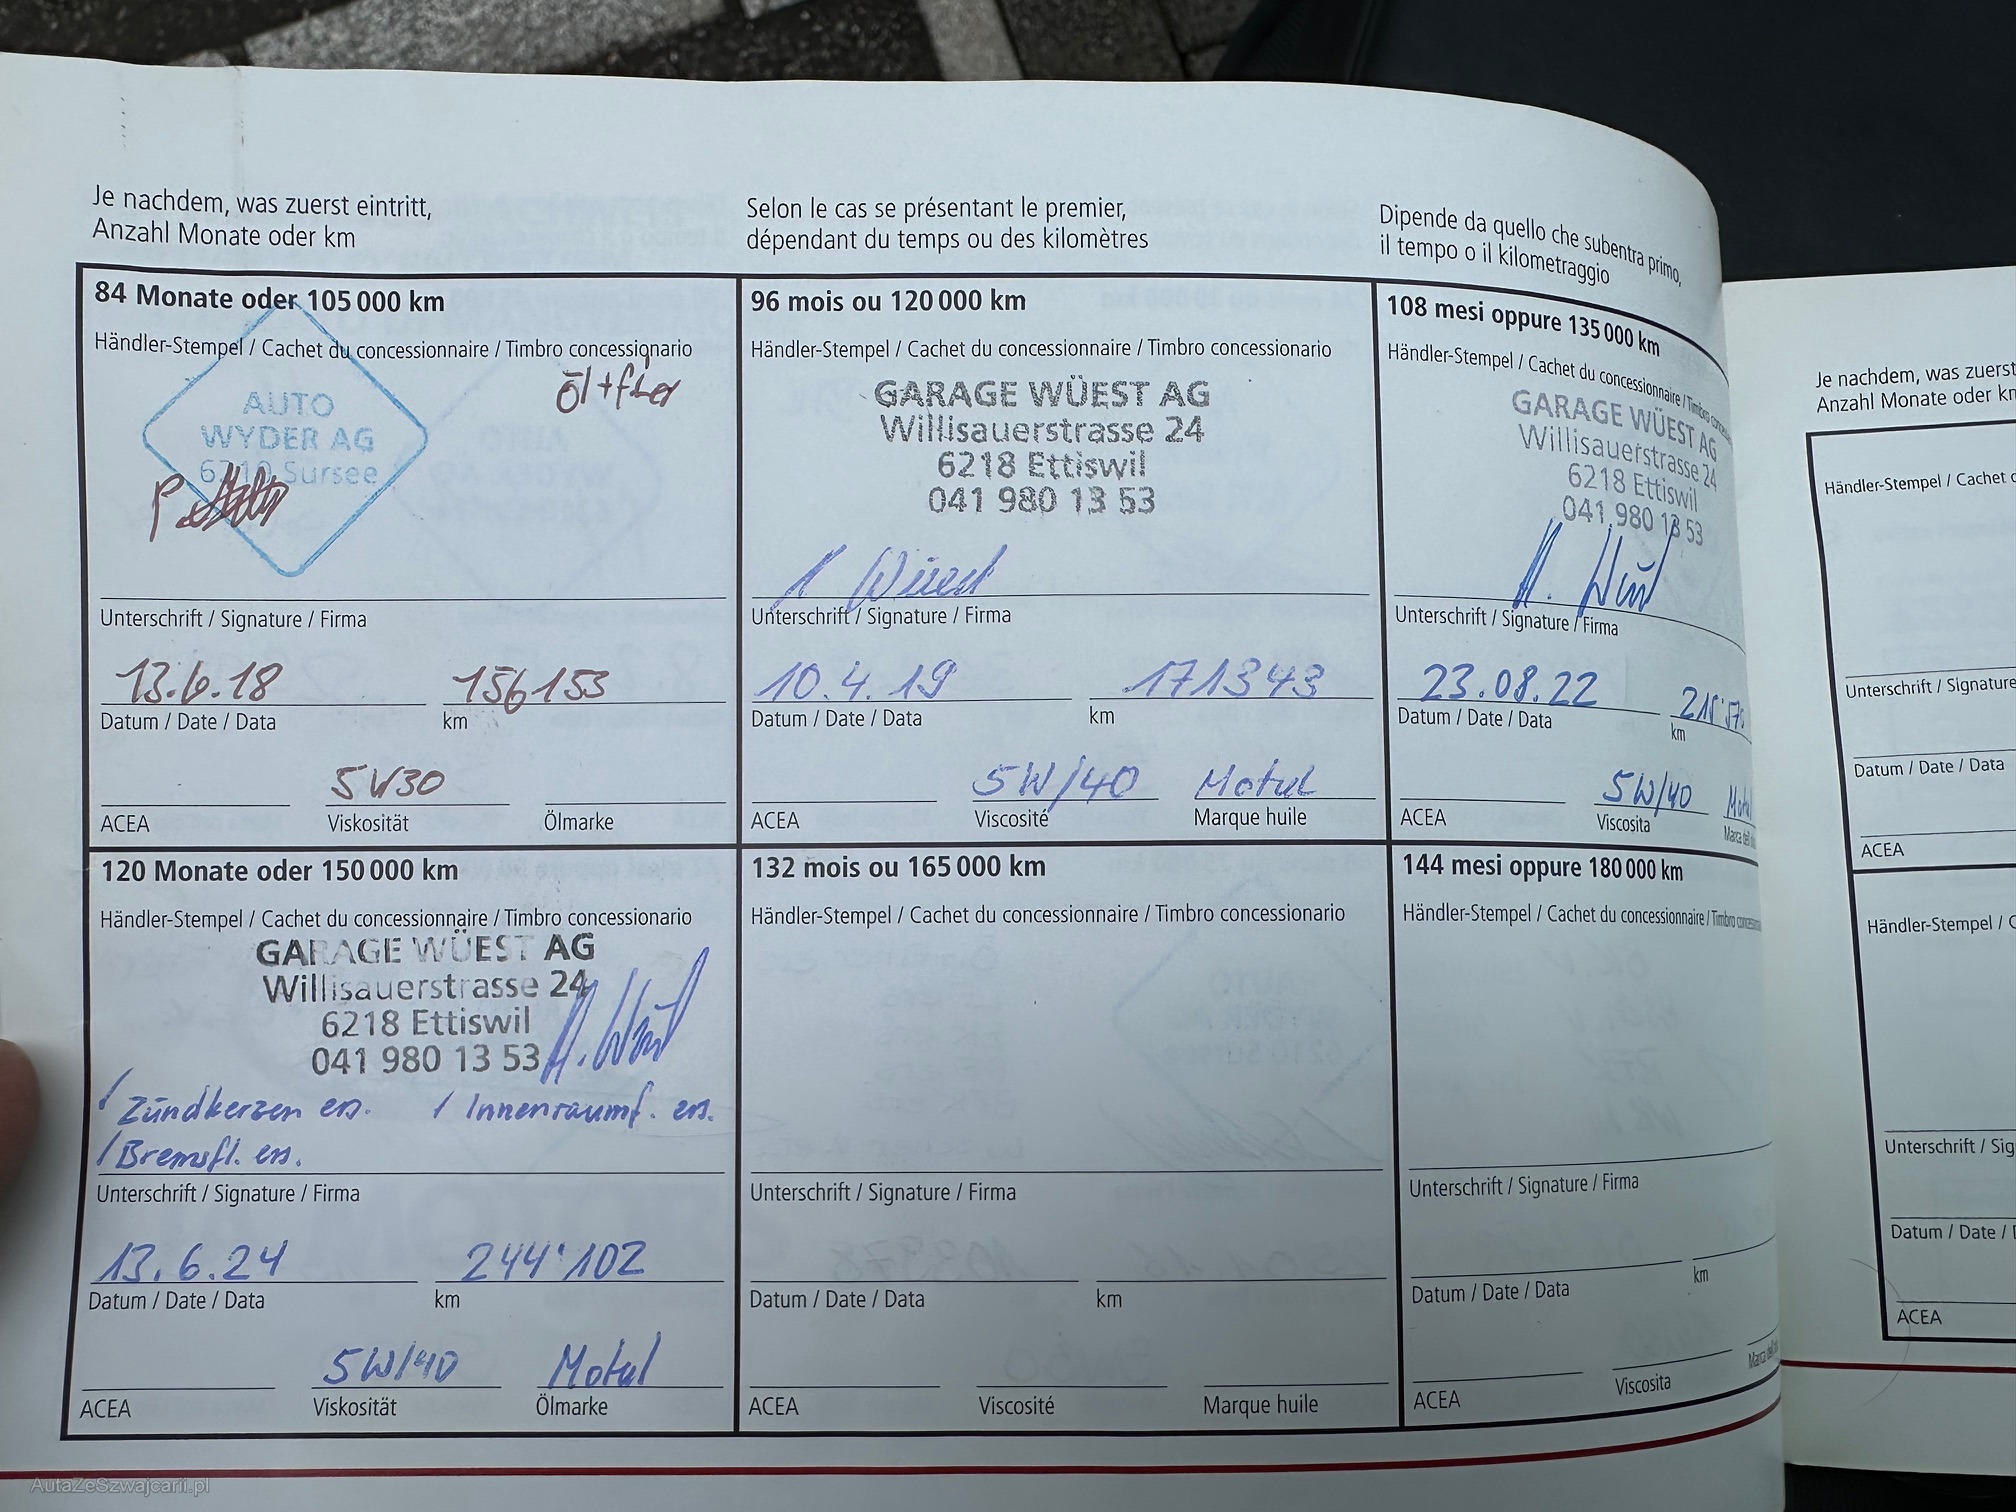 Je nachdem, was zuerst eintritt,
Anzahl Monate oder km
Selon le cas se présentant le premier,
dépendant du temps ou des kilomètres
Dipende da quello che subentra primo,
il tempo o il kilometraggio
84 Monate oder 105 000 km
Händler-Stempel / Cachet du concessionnaire / Timbro concessionario
AUTO
WYDER AG
6210 Sursee
Unterschrift / Signature / Firma
13.6.18
156153
Datum / Date / Data
km
5W30
ACEA
Viskosität
Ölmarke
96 mois ou 120 000 km
Händler-Stempel / Cachet du concessionnaire / Timbro concessionario
GARAGE WÜEST AG
Willisauerstrasse 24
6218 Ettiswil
041 980 13 53
Wüest
Unterschrift / Signature / Firma
10.4.19
171343
Datum / Date / Data
km
5W/40
Motul
ACEA
Viscosité
Marque huile
108 mesi oppure 135 000 km
Händler-Stempel / Cachet du concessionnaire / Timbro
GARAGE WÜEST AG
Willisauerstrasse 24
6218 Ettiswil
041 980 13 53
Unterschrift / Signature / Firma
23.08.22
Datum / Date / Data
km
5W/40
ACEA
Viscosita
120 Monate oder 150 000 km
Händler-Stempel / Cachet du concessionnaire / Timbro concessionario
GARAGE WÜEST AG
Willisauerstrasse 24
6218 Ettiswil
041 980 13 53
/ Zündkerzen ers. / Innenraumf. ers.
/ Bremsfl. ers.
Unterschrift / Signature / Firma
13.6.24
244'102
Datum / Date / Data
km
5W/40
Motul
ACEA
Viskosität
Ölmarke
132 mois ou 165 000 km
Händler-Stempel / Cachet du concessionnaire / Timbro concessionario
Unterschrift / Signature / Firma
Datum / Date / Data
km
ACEA
Viscosité
Marque huile
144 mesi oppure 180 000 km
Händler-Stempel / Cachet du concessionnaire / Timbro concessionario
Unterschrift / Signature / Firma
Datum / Date / Data
km
ACEA
Viscosita
Je nachdem, was zuerst
Anzahl Monate oder km
Händler-Stempel / Cachet
Unterschrift / Signature
Datum / Date / Data
ACEA
Händler-Stempel /
Unterschrift / Sig
Datum / Date /
ACEA
AutaZeSzwajcarii.pl